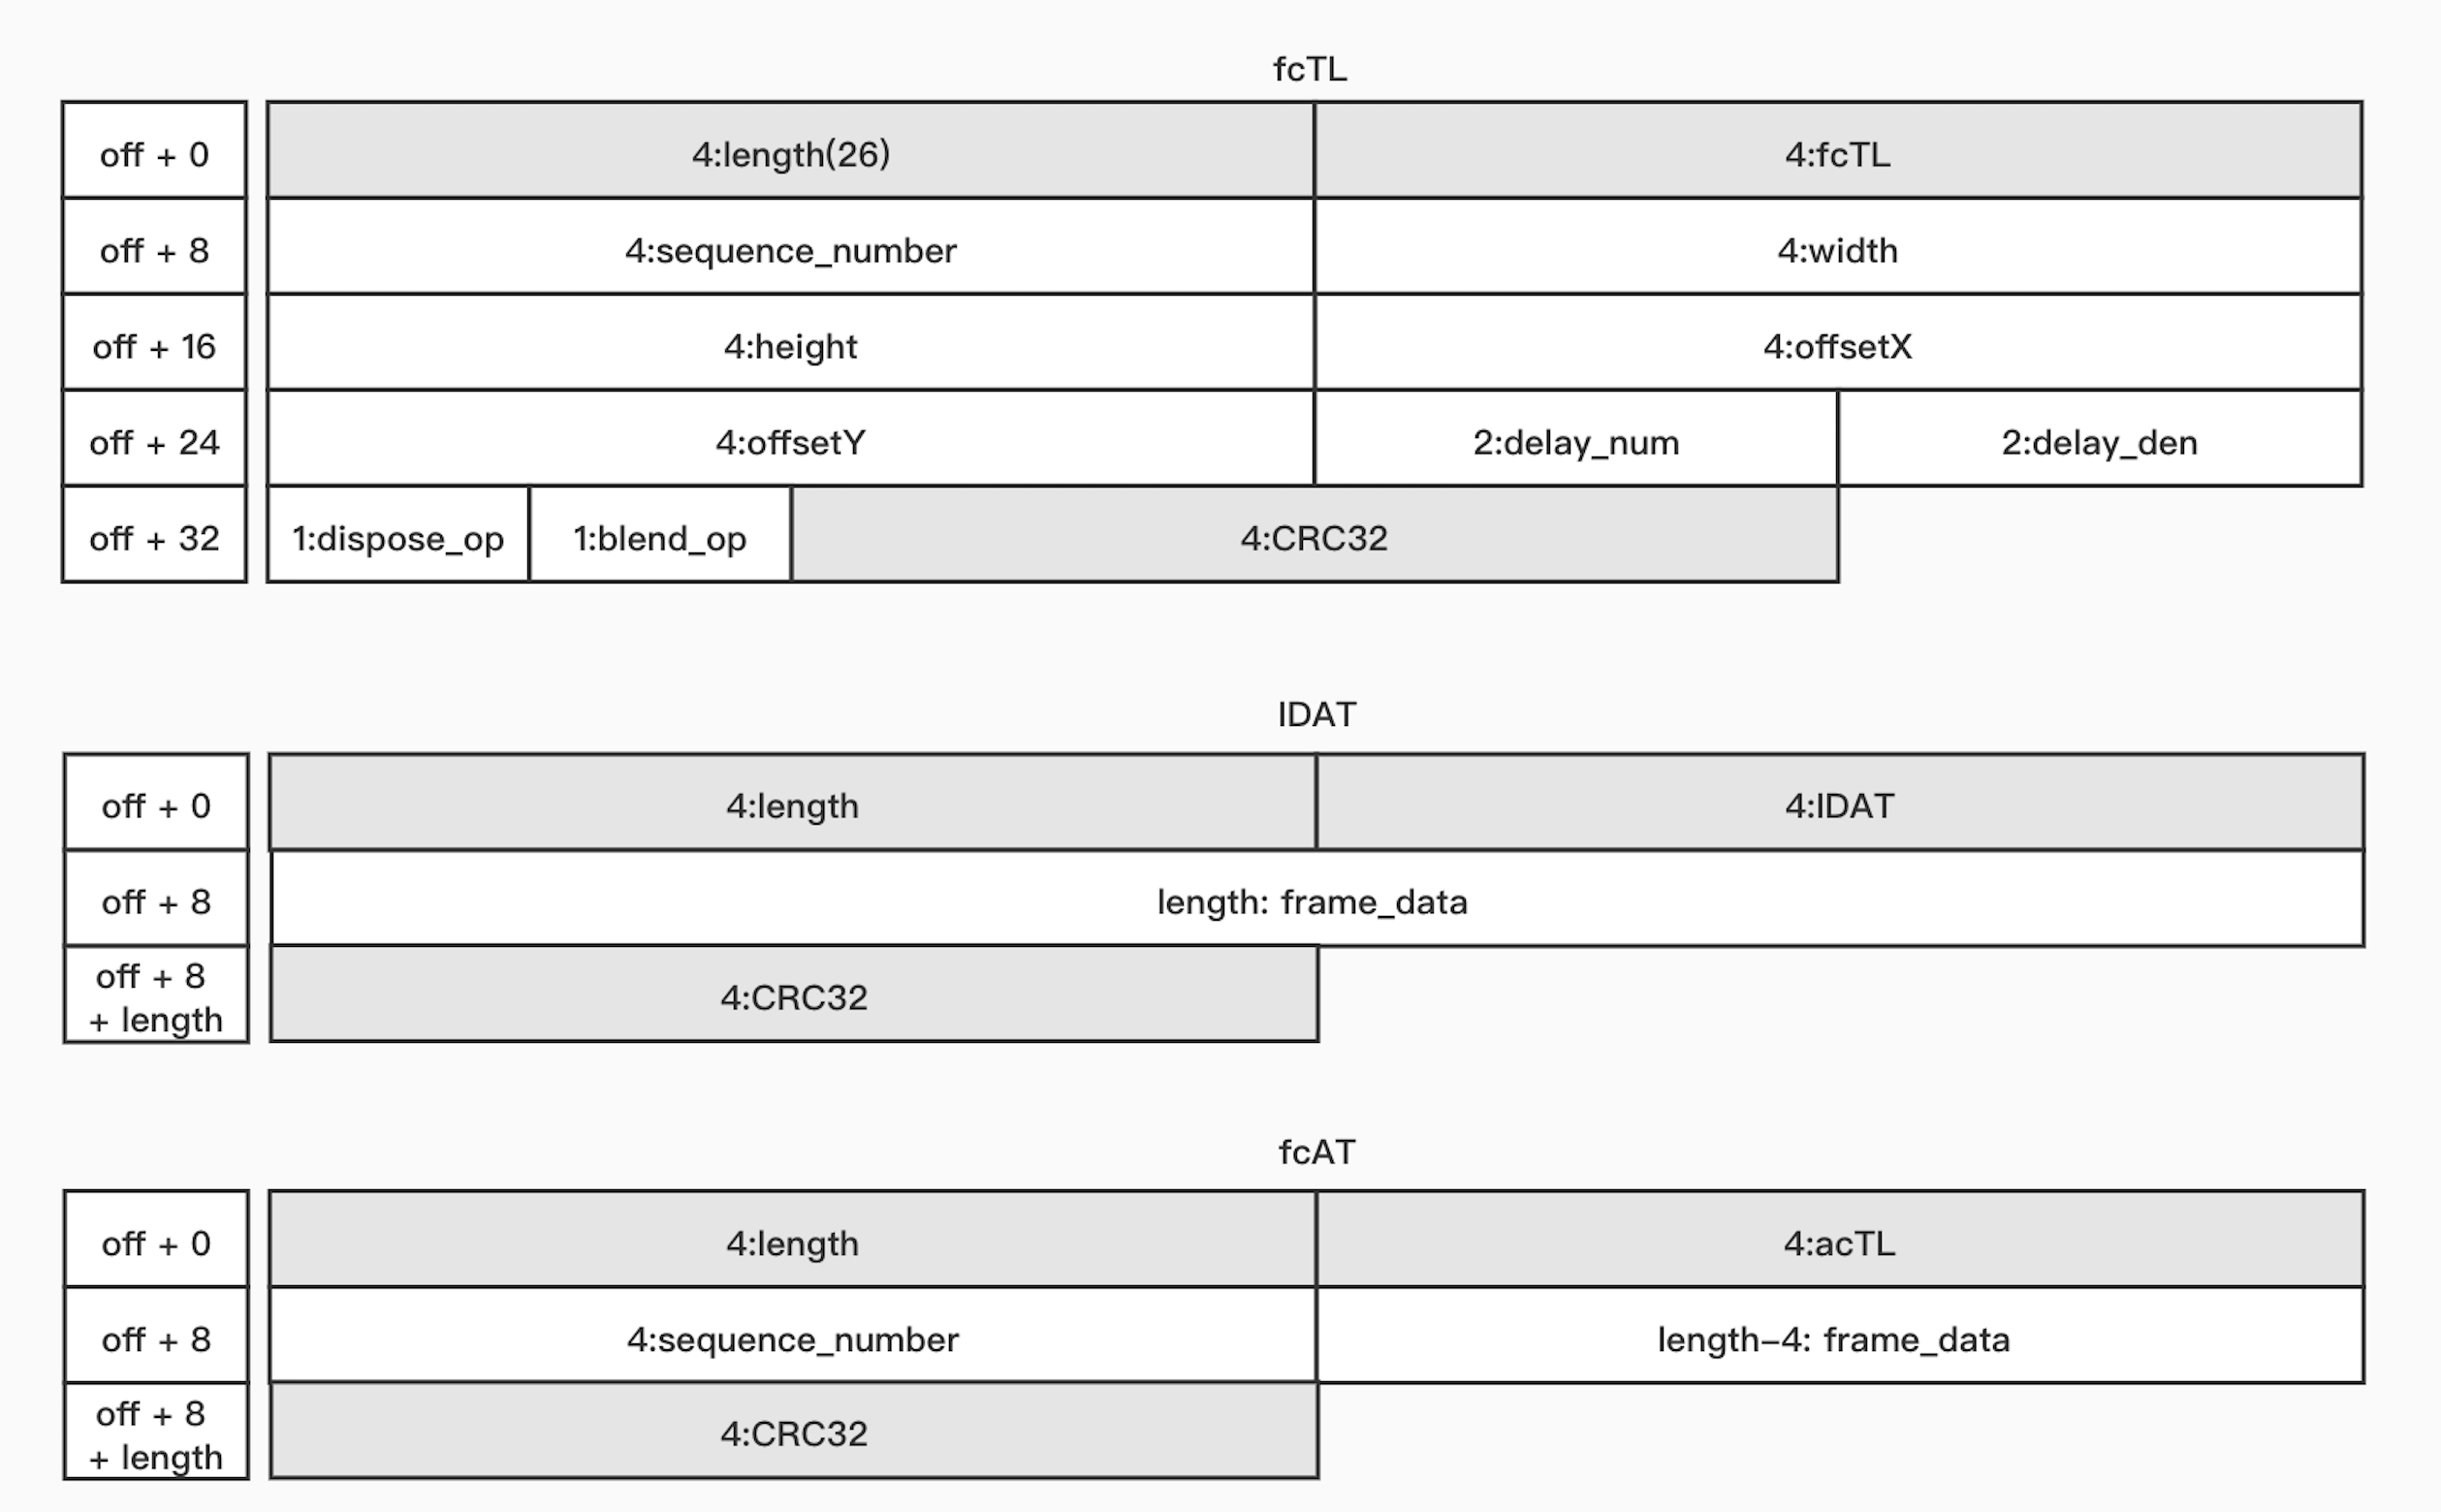 fcTL
off + 0
4:length(26)
4:fcTL
off + 8
4:sequence_number
4:width
off + 16
4:height
4:offsetX
off + 24
4:offsetY
2:delay_num
2:delay_den
off + 32
1:dispose_op
1:blend_op
4:CRC32
IDAT
off + 0
4:length
4:IDAT
off + 8
length: frame_data
off + 8
+ length
4:CRC32
fcAT
off + 0
4:length
4:acTL
off + 8
4:sequence_number
length-4: frame_data
off + 8
+ length
4:CRC32